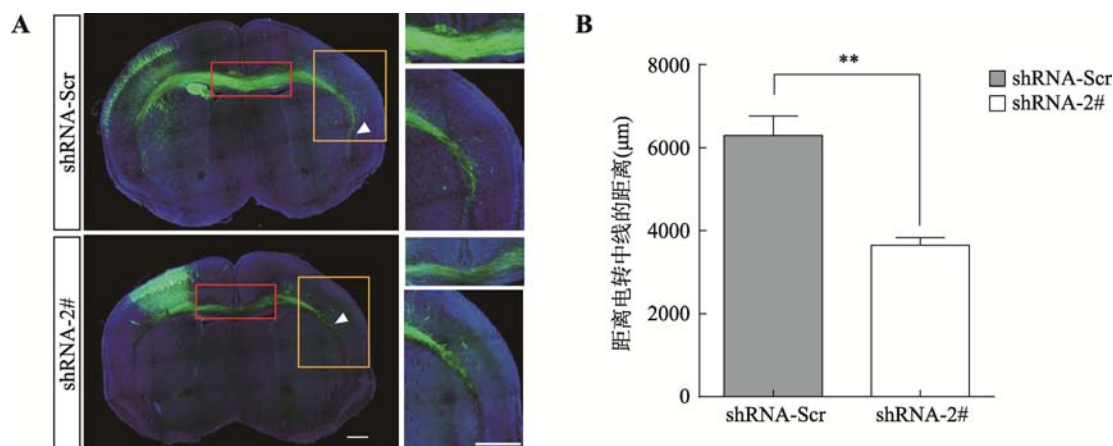 A
shRNA-Scr
shRNA-2#
B
距离电转中线的距离(μm)
8000
6000
4000
2000
0
**
shRNA-Scr
shRNA-2#
shRNA-Scr
shRNA-2#